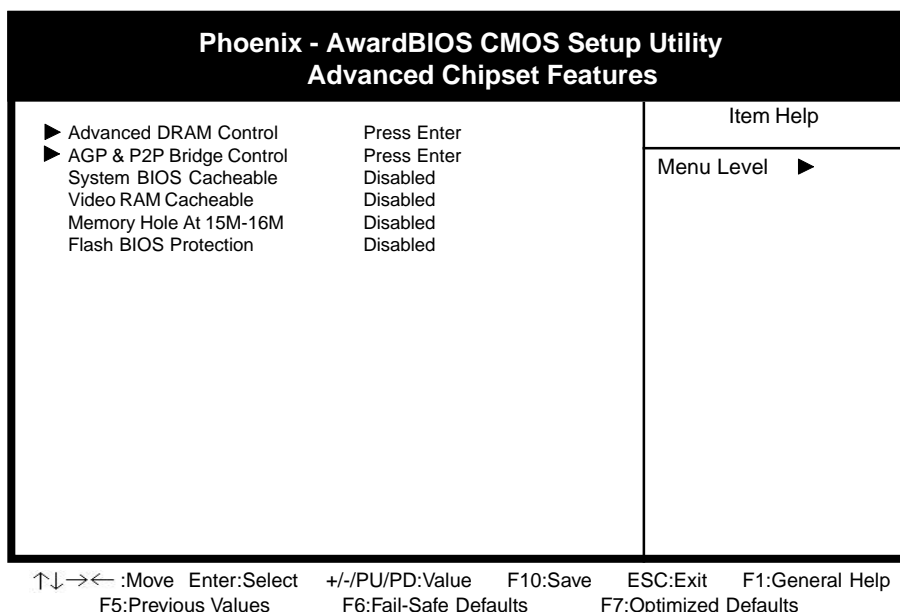 Phoenix - AwardBIOS CMOS Setup Utility
Advanced Chipset Features
▶ Advanced DRAM Control Press Enter
▶ AGP & P2P Bridge Control Press Enter
System BIOS Cacheable Disabled
Video RAM Cacheable Disabled
Memory Hole At 15M-16M Disabled
Flash BIOS Protection Disabled
Item Help
Menu Level ▶
↑↓→← :Move Enter:Select +/-/PU/PD:Value F10:Save ESC:Exit F1:General Help
F5:Previous Values F6:Fail-Safe Defaults F7:Optimized Defaults